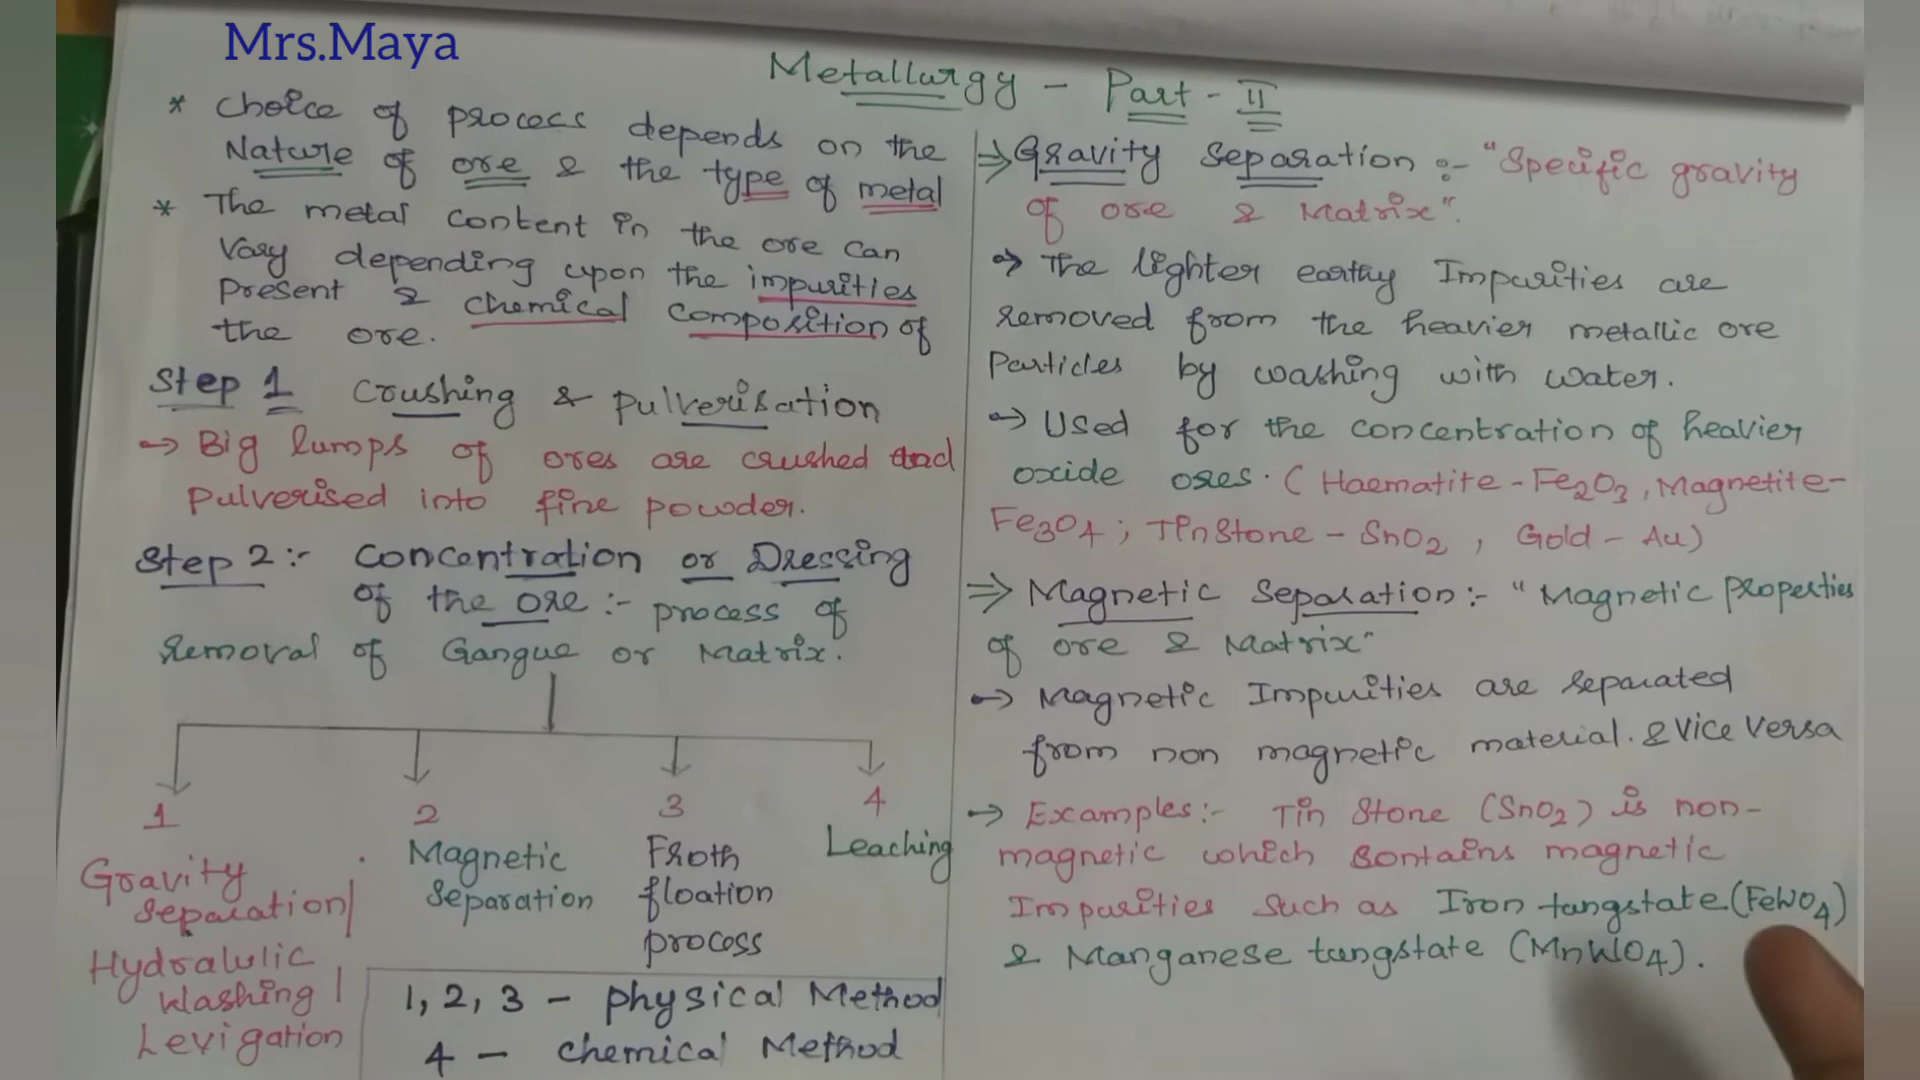 Mrs.Maya
Metallurgy - Part - II
* Choice of process depends on the
Nature of ore & the type of metal
* The metal content in the ore can
Vary depending upon the impurities
present & chemical composition of
the ore.
Step 1 Crushing & pulverisation
→ Big lumps of ores are crushed and
pulverised into fine powder.
Step 2:- Concentration or Dressing
of the ore :- process of
removal of Gangue or Matrix.
1 2 3 4
Gravity
Separation/
Hydralulic
Washing/
Levigation
Magnetic
Separation
Froth
floation
process
Leaching
1, 2, 3 - physical Method
4 - chemical Method
⇒ Gravity Separation :- "Specific gravity
of ore & Matrix".
→ The lighter earthy Impurities are
removed from the heavier metallic ore
Particles by washing with water.
→ Used for the concentration of heavier
oxide ores. (Haematite - Fe2O3, Magnetite-
Fe3O4 ; Tinstone - SnO2 , Gold - Au)
⇒ Magnetic Separation :- "Magnetic properties
of ore & Matrix"
→ Magnetic Impurities are separated
from non magnetic material. & Vice Versa
→ Examples:- Tin Stone (SnO2) is non-
magnetic which contains magnetic
Impurities such as Iron tangstate (FeWO4)
& Manganese tangstate (MnWO4).